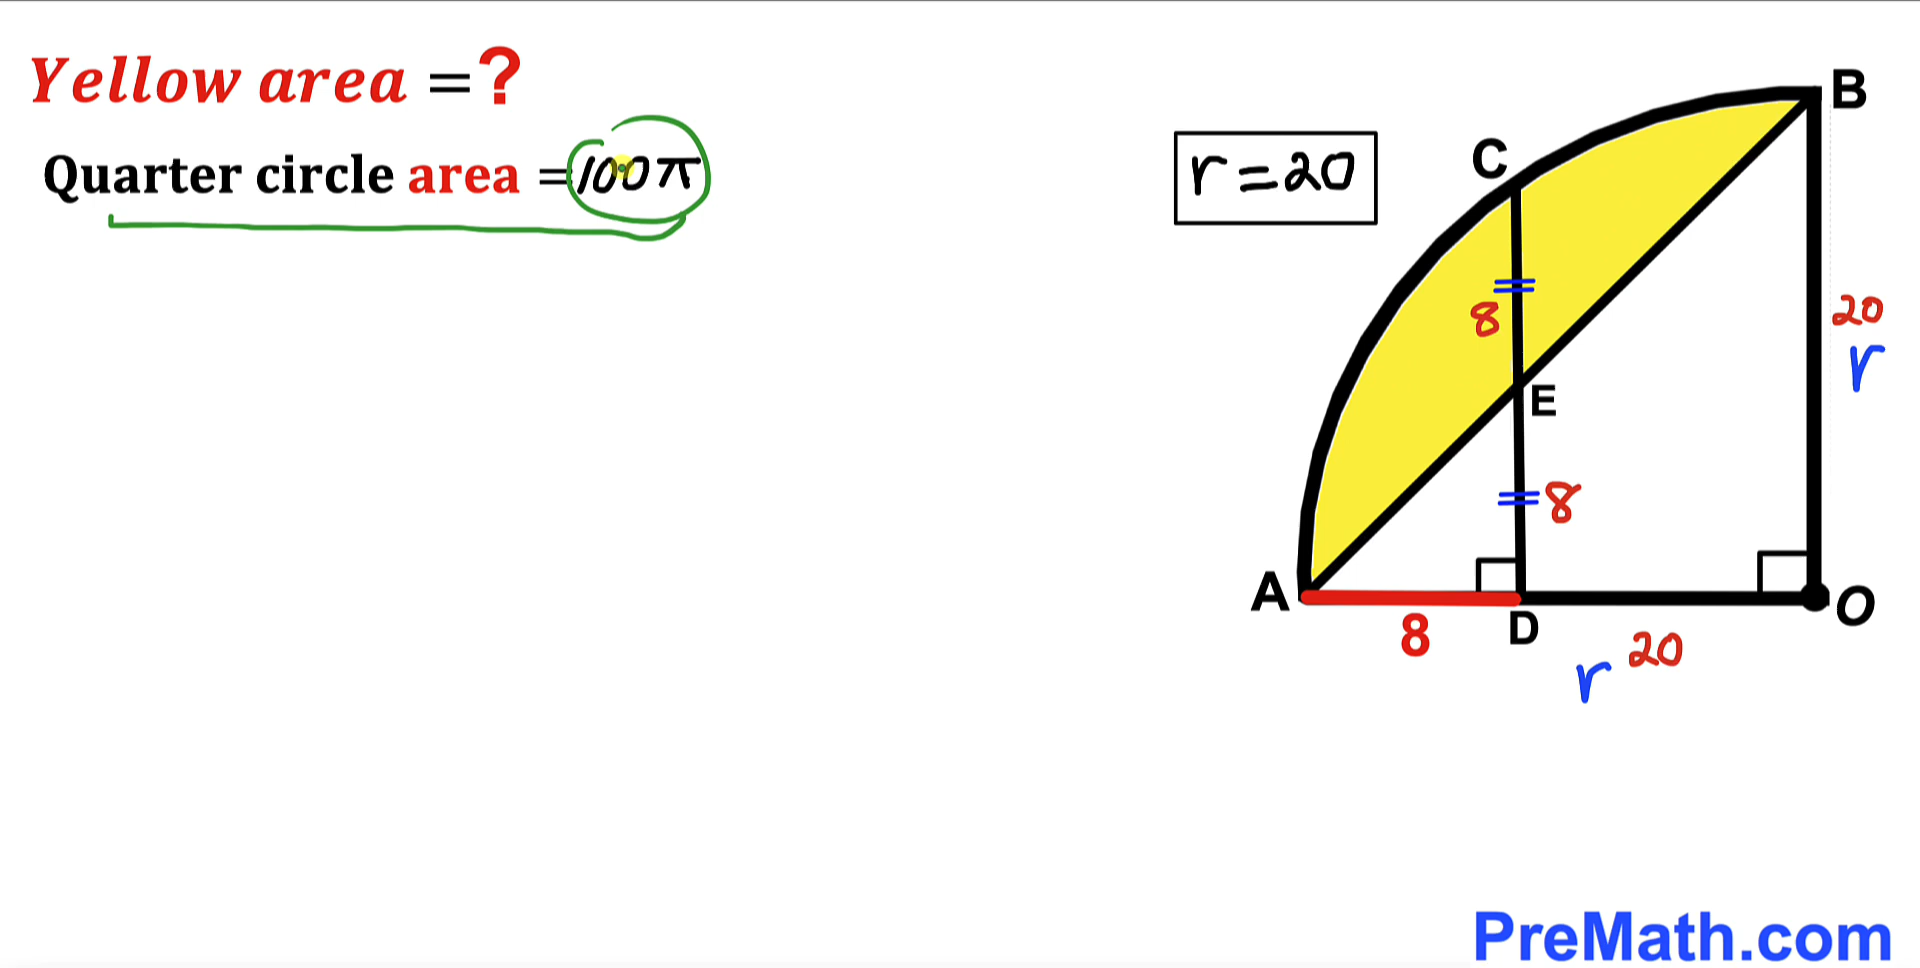 Yellow area =?
Quarter circle area =100π
r=20
B
C
8
E
20
r
8
A
O
8
D
20
r
PreMath.com